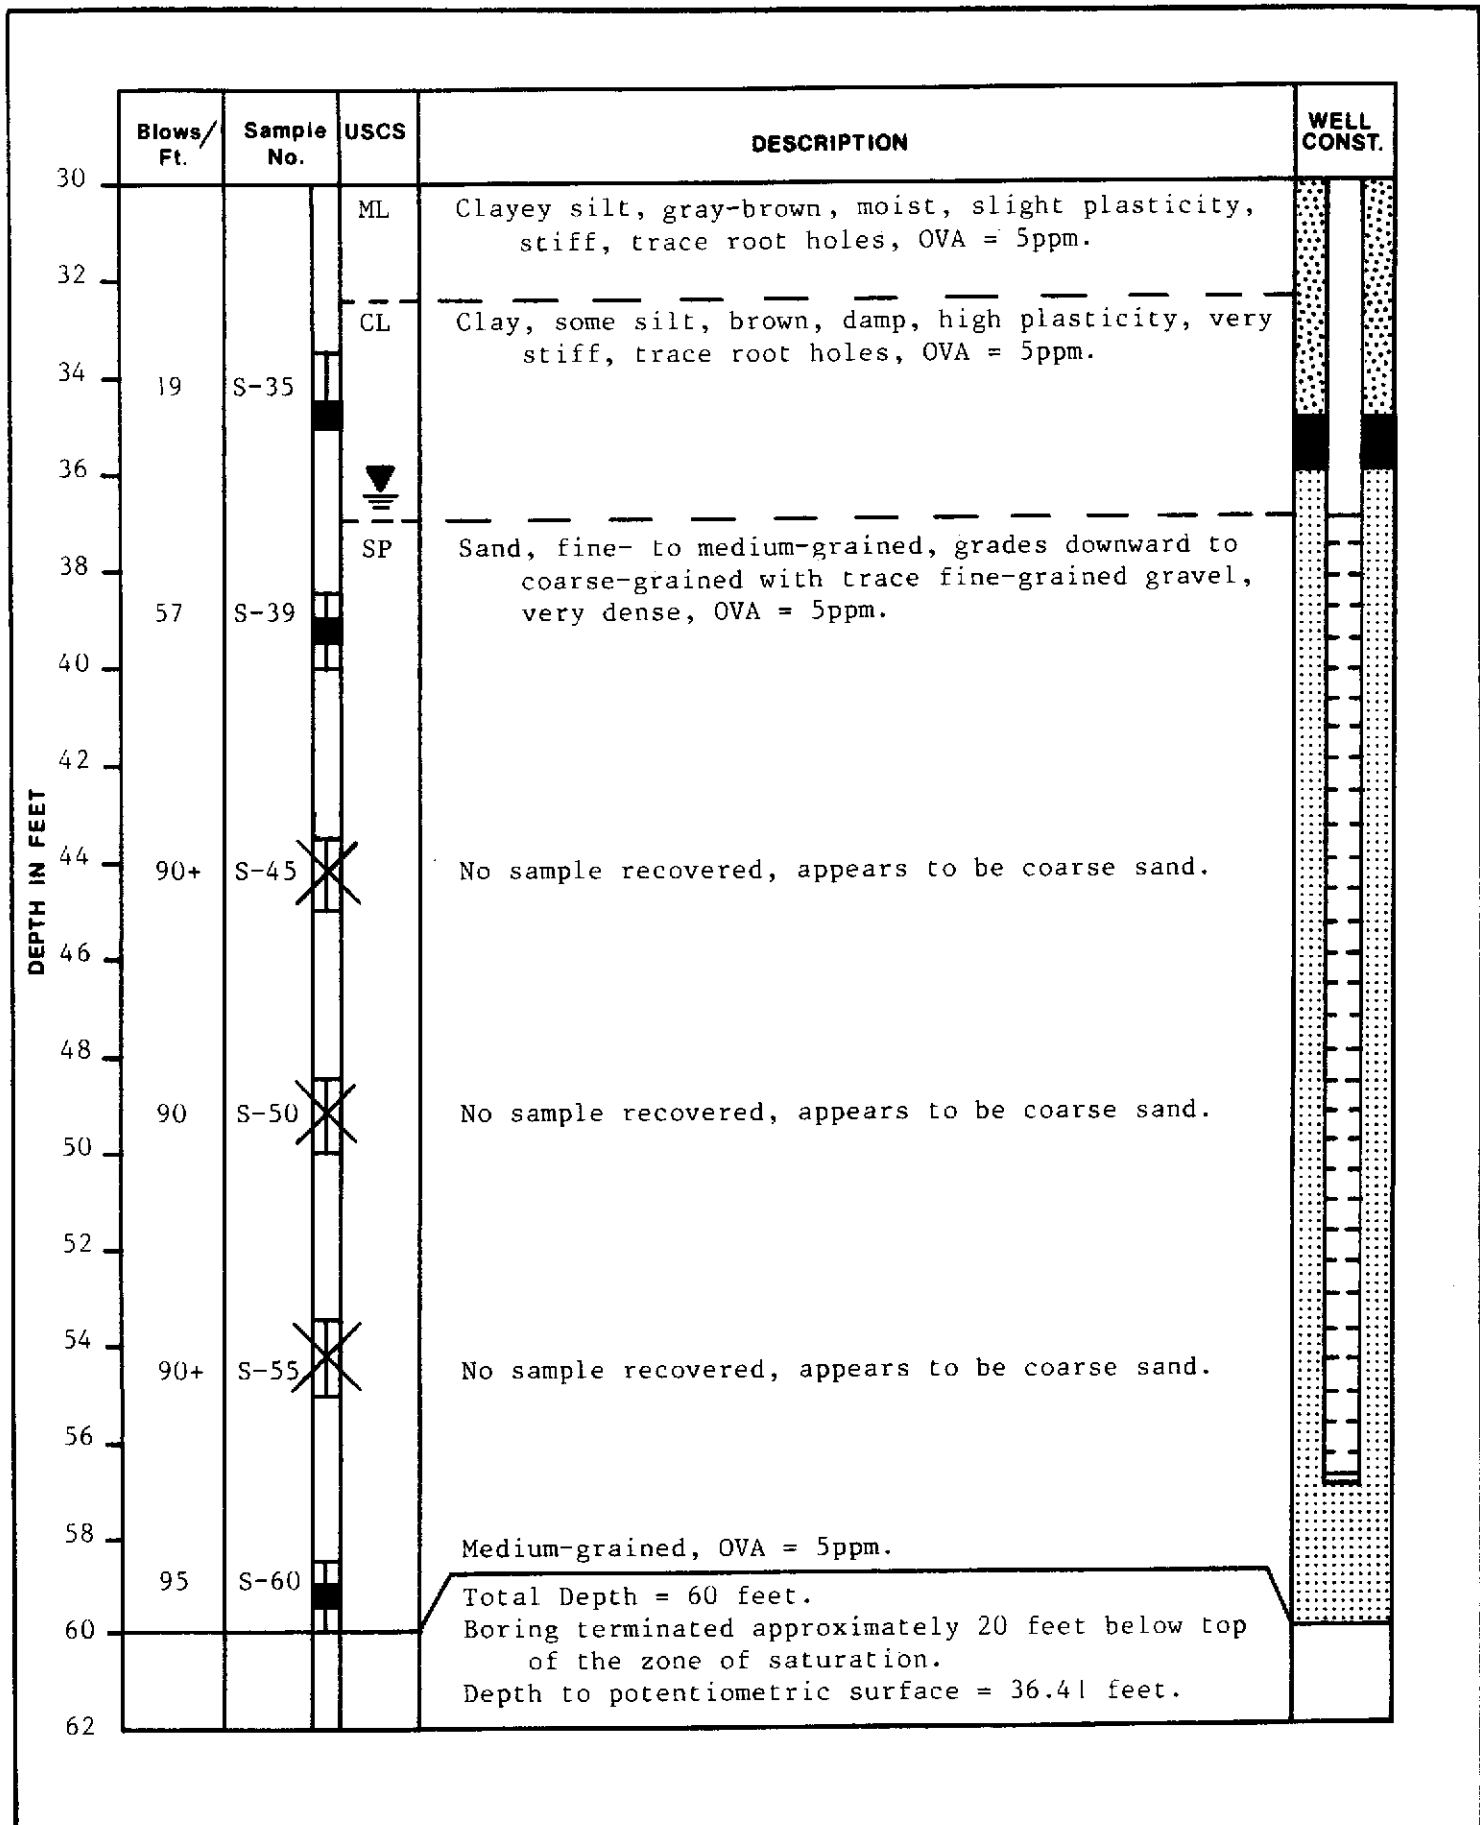 Blows/ Ft.
Sample No.
USCS
DESCRIPTION
WELL CONST.
DEPTH IN FEET
30
ML
Clayey silt, gray-brown, moist, slight plasticity,
stiff, trace root holes, OVA = 5ppm.
32
CL
Clay, some silt, brown, damp, high plasticity, very
stiff, trace root holes, OVA = 5ppm.
34
19 S-35
36
SP
Sand, fine- to medium-grained, grades downward to
38
coarse-grained with trace fine-grained gravel,
57 S-39
very dense, OVA = 5ppm.
40
42
44
90+ S-45 No sample recovered, appears to be coarse sand.
46
48
90 S-50 No sample recovered, appears to be coarse sand.
50
52
54
90+ S-55 No sample recovered, appears to be coarse sand.
56
58
Medium-grained, OVA = 5ppm.
95 S-60
Total Depth = 60 feet.
60
Boring terminated approximately 20 feet below top
of the zone of saturation.
Depth to potentiometric surface = 36.41 feet.
62